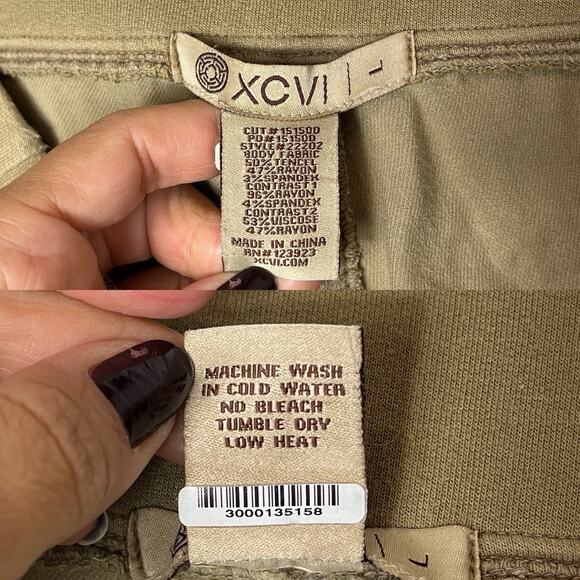 XCVI | L
CUT#15150D
PO#15150D
STYLE#22202
BODY FABRIC
50%TENCEL
47%RAYON
3%SPANDEX
CONTRAST1
96%RAYON
4%SPANDEX
CONTRAST2
53%VISCOSE
47%RAYON
MADE IN CHINA
RN#123923
XCVI.COM
MACHINE WASH
IN COLD WATER
NO BLEACH
TUMBLE DRY
LOW HEAT
3000135158
L